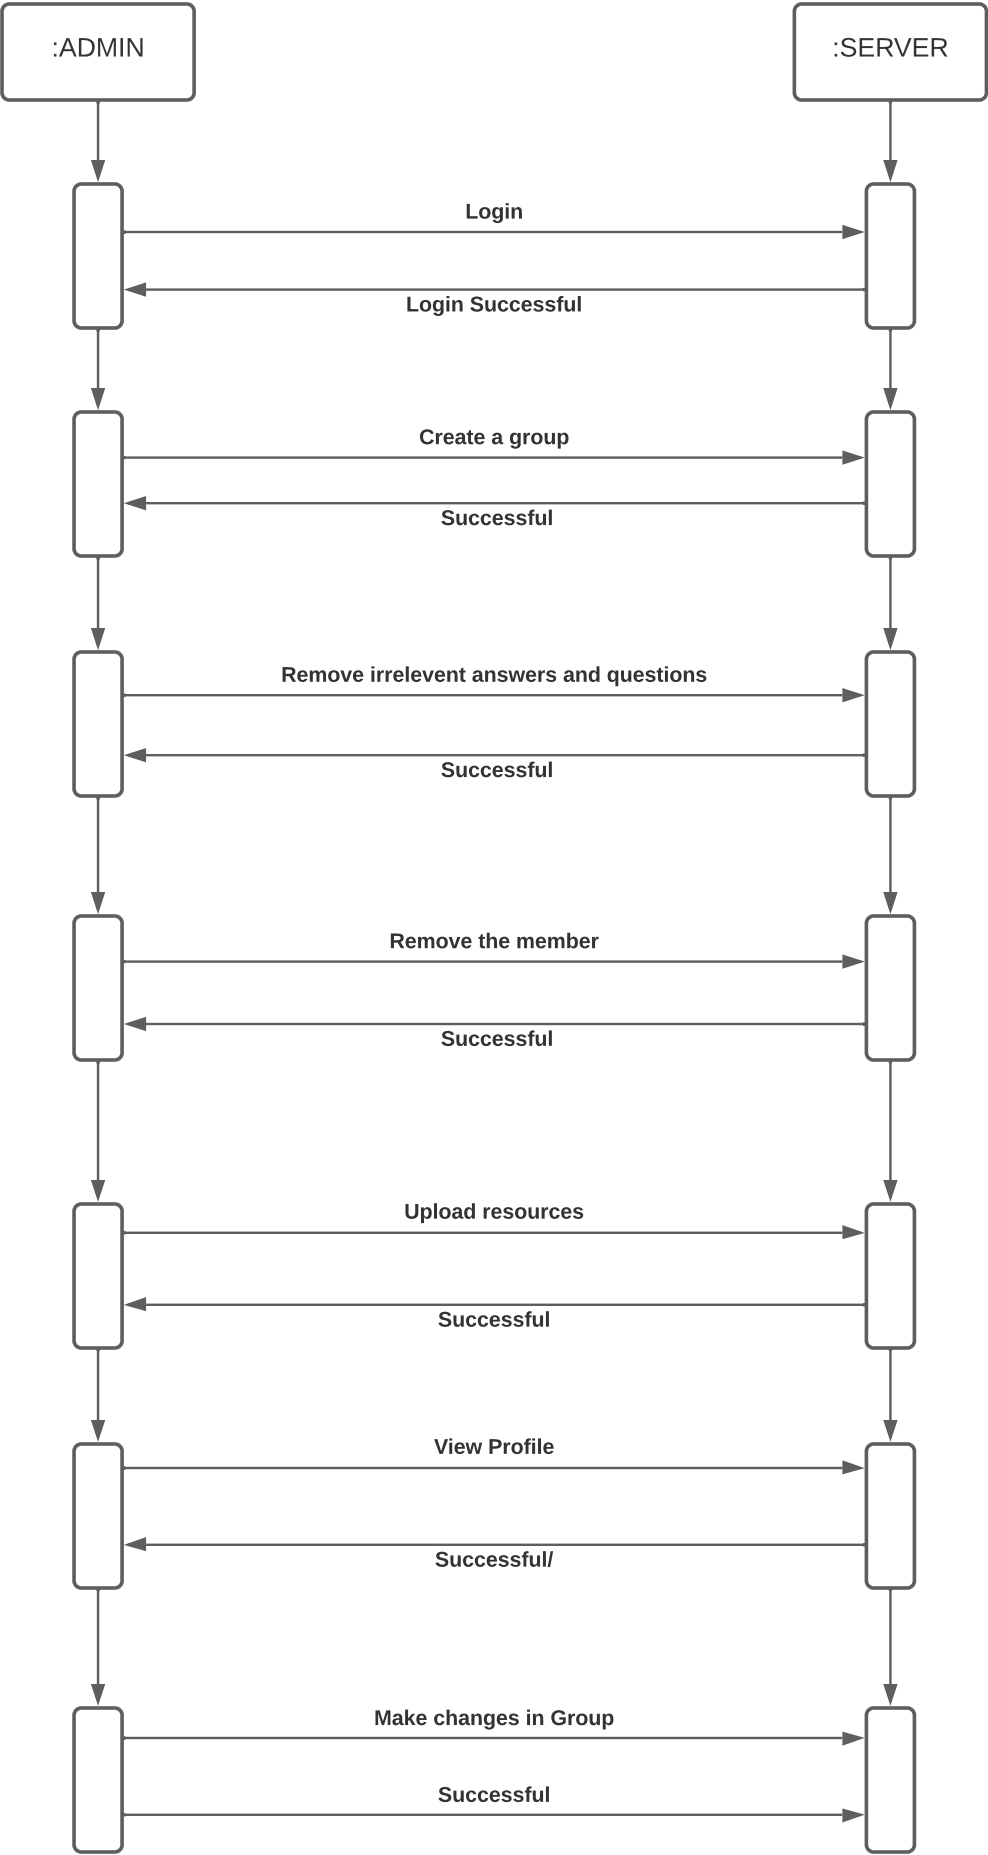 :ADMIN
:SERVER
Login
Login Successful
Create a group
Successful
Remove irrelevent answers and questions
Successful
Remove the member
Successful
Upload resources
Successful
View Profile
Successful/
Make changes in Group
Successful